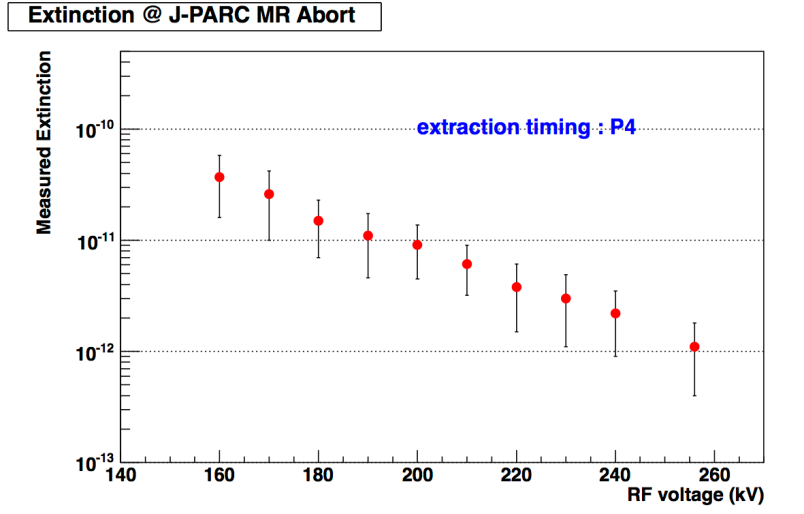 Extinction @ J-PARC MR Abort
Measured Extinction
extraction timing : P4
10⁻¹⁰
10⁻¹¹
10⁻¹²
10⁻¹³
140 160 180 200 220 240 260
RF voltage (kV)